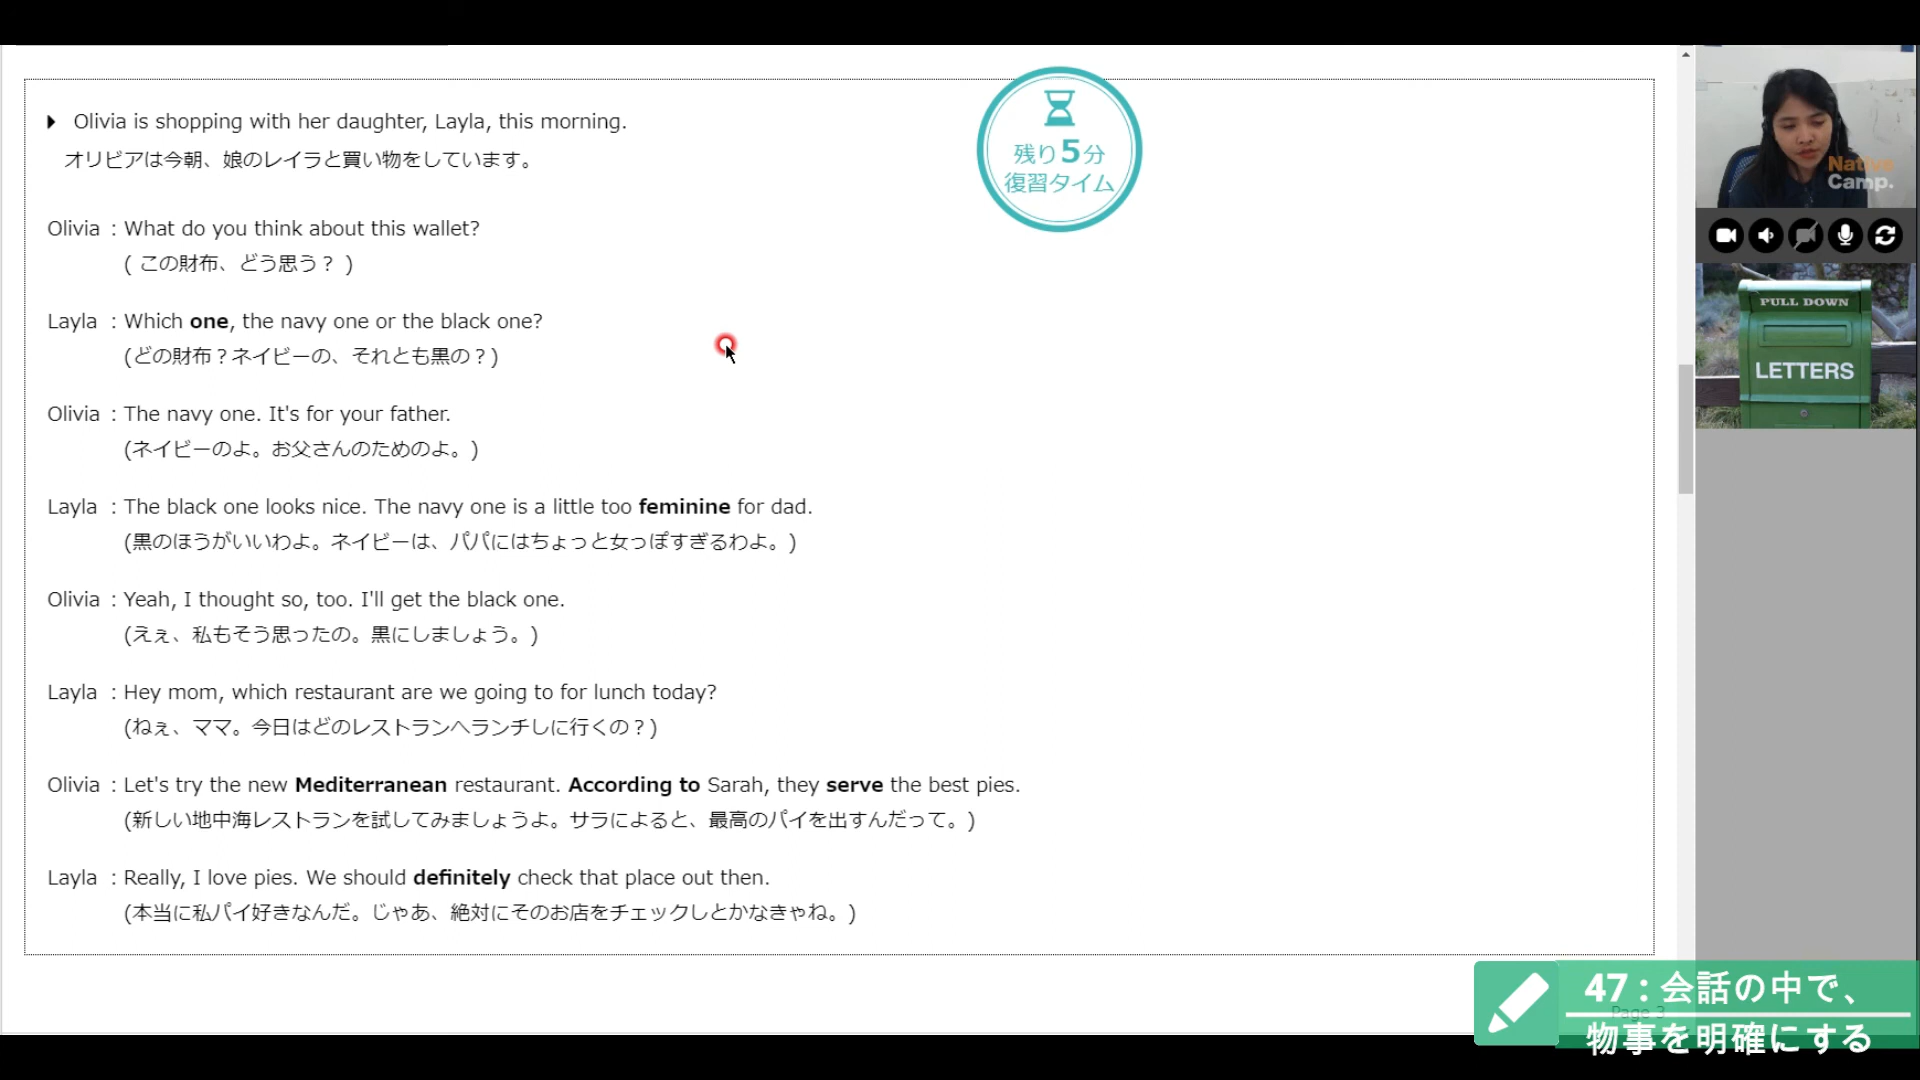 Olivia is shopping with her daughter, Layla, this morning.
オリビアは今朝、娘のレイラと買い物をしています。
残り5分
復習タイム
Olivia : What do you think about this wallet?
( この財布、どう思う？ )
Layla : Which one, the navy one or the black one?
(どの財布？ネイビーの、それとも黒の？)
Olivia : The navy one. It's for your father.
(ネイビーのよ。お父さんのためのよ。)
Layla : The black one looks nice. The navy one is a little too feminine for dad.
(黒のほうがいいわよ。ネイビーは、パパにはちょっと女っぽすぎるわよ。)
Olivia : Yeah, I thought so, too. I'll get the black one.
(えぇ、私もそう思ったの。黒にしましょう。)
Layla : Hey mom, which restaurant are we going to for lunch today?
(ねぇ、ママ。今日はどのレストランへランチしに行くの？)
Olivia : Let's try the new Mediterranean restaurant. According to Sarah, they serve the best pies.
(新しい地中海レストランを試してみましょうよ。サラによると、最高のパイを出すんだって。)
Layla : Really, I love pies. We should definitely check that place out then.
(本当に私パイ好きなんだ。じゃあ、絶対にそのお店をチェックしとかなきゃね。)
Native
Camp.
PULL DOWN
LETTERS
Page 3
47：会話の中で、
物事を明確にする